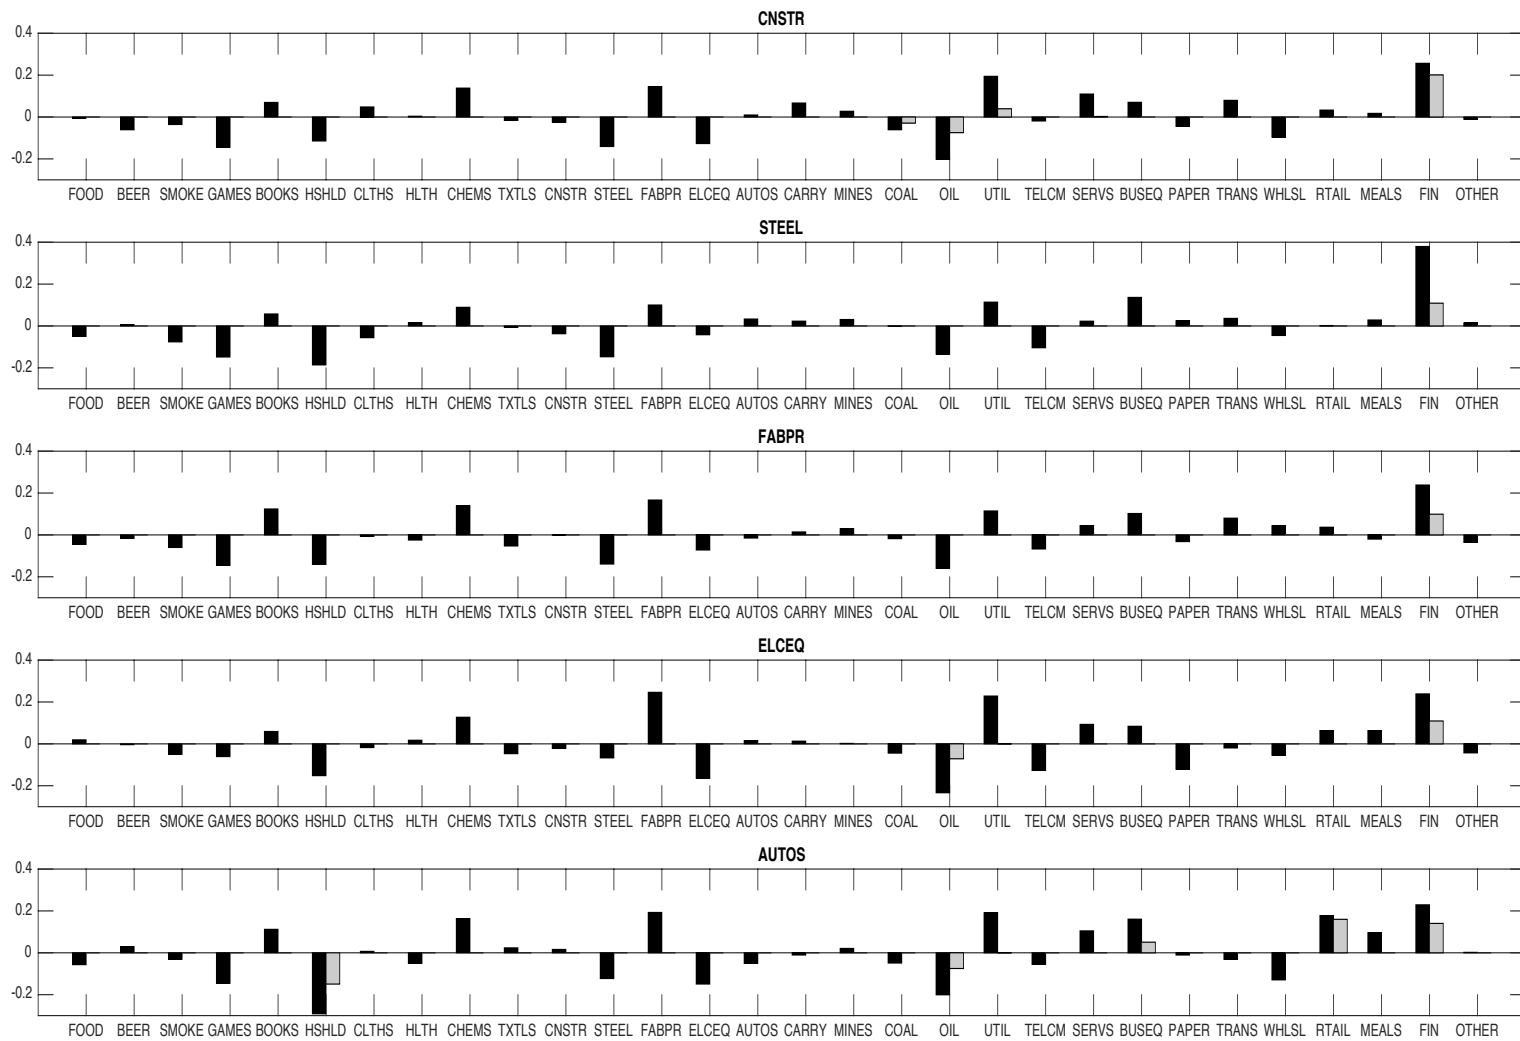 CNSTR
0.4
0.2
0
-0.2
FOOD BEER SMOKE GAMES BOOKS HSHLD CLTHS HLTH CHEMS TXTLS CNSTR STEEL FABPR ELCEQ AUTOS CARRY MINES COAL OIL UTIL TELCM SERVS BUSEQ PAPER TRANS WHLSL RTAIL MEALS FIN OTHER
STEEL
0.4
0.2
0
-0.2
FOOD BEER SMOKE GAMES BOOKS HSHLD CLTHS HLTH CHEMS TXTLS CNSTR STEEL FABPR ELCEQ AUTOS CARRY MINES COAL OIL UTIL TELCM SERVS BUSEQ PAPER TRANS WHLSL RTAIL MEALS FIN OTHER
FABPR
0.4
0.2
0
-0.2
FOOD BEER SMOKE GAMES BOOKS HSHLD CLTHS HLTH CHEMS TXTLS CNSTR STEEL FABPR ELCEQ AUTOS CARRY MINES COAL OIL UTIL TELCM SERVS BUSEQ PAPER TRANS WHLSL RTAIL MEALS FIN OTHER
ELCEQ
0.4
0.2
0
-0.2
FOOD BEER SMOKE GAMES BOOKS HSHLD CLTHS HLTH CHEMS TXTLS CNSTR STEEL FABPR ELCEQ AUTOS CARRY MINES COAL OIL UTIL TELCM SERVS BUSEQ PAPER TRANS WHLSL RTAIL MEALS FIN OTHER
AUTOS
0.4
0.2
0
-0.2
FOOD BEER SMOKE GAMES BOOKS HSHLD CLTHS HLTH CHEMS TXTLS CNSTR STEEL FABPR ELCEQ AUTOS CARRY MINES COAL OIL UTIL TELCM SERVS BUSEQ PAPER TRANS WHLSL RTAIL MEALS FIN OTHER